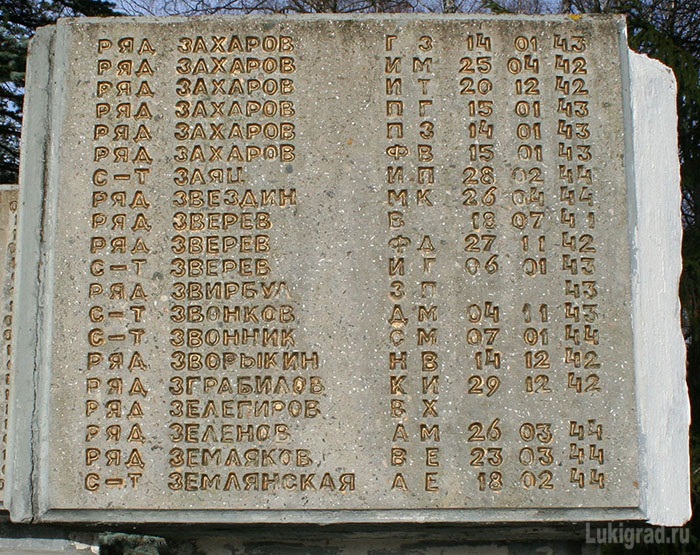 РЯД ЗАХАРОВ Г З 14 01 43
РЯД ЗАХАРОВ И М 25 04 42
РЯД ЗАХАРОВ И Т 20 12 42
РЯД ЗАХАРОВ П Г 15 01 43
РЯД ЗАХАРОВ П З 14 01 43
РЯД ЗАХАРОВ Ф В 15 01 43
С-Т ЗАЯЦ И П 28 02 44
РЯД ЗВЕЗДИН М К 26 04 44
РЯД ЗВЕРЕВ В 18 07 41
РЯД ЗВЕРЕВ Ф Д 27 11 42
С-Т ЗВЕРЕВ И Г 06 01 43
РЯД ЗВИРБУЛ З П 43
С-Т ЗВОНКОВ Д М 04 11 43
С-Т ЗВОННИК С М 07 01 44
РЯД ЗВОРЫКИН Н В 14 12 42
РЯД ЗГРАБИЛОВ К И 29 12 42
РЯД ЗЕЛЕГИРОВ В Х
РЯД ЗЕЛЕНОВ А М 26 03 44
РЯД ЗЕМЛЯКОВ В Е 23 03 44
С-Т ЗЕМЛЯНСКАЯ А Е 18 02 44
Lukigrad.ru